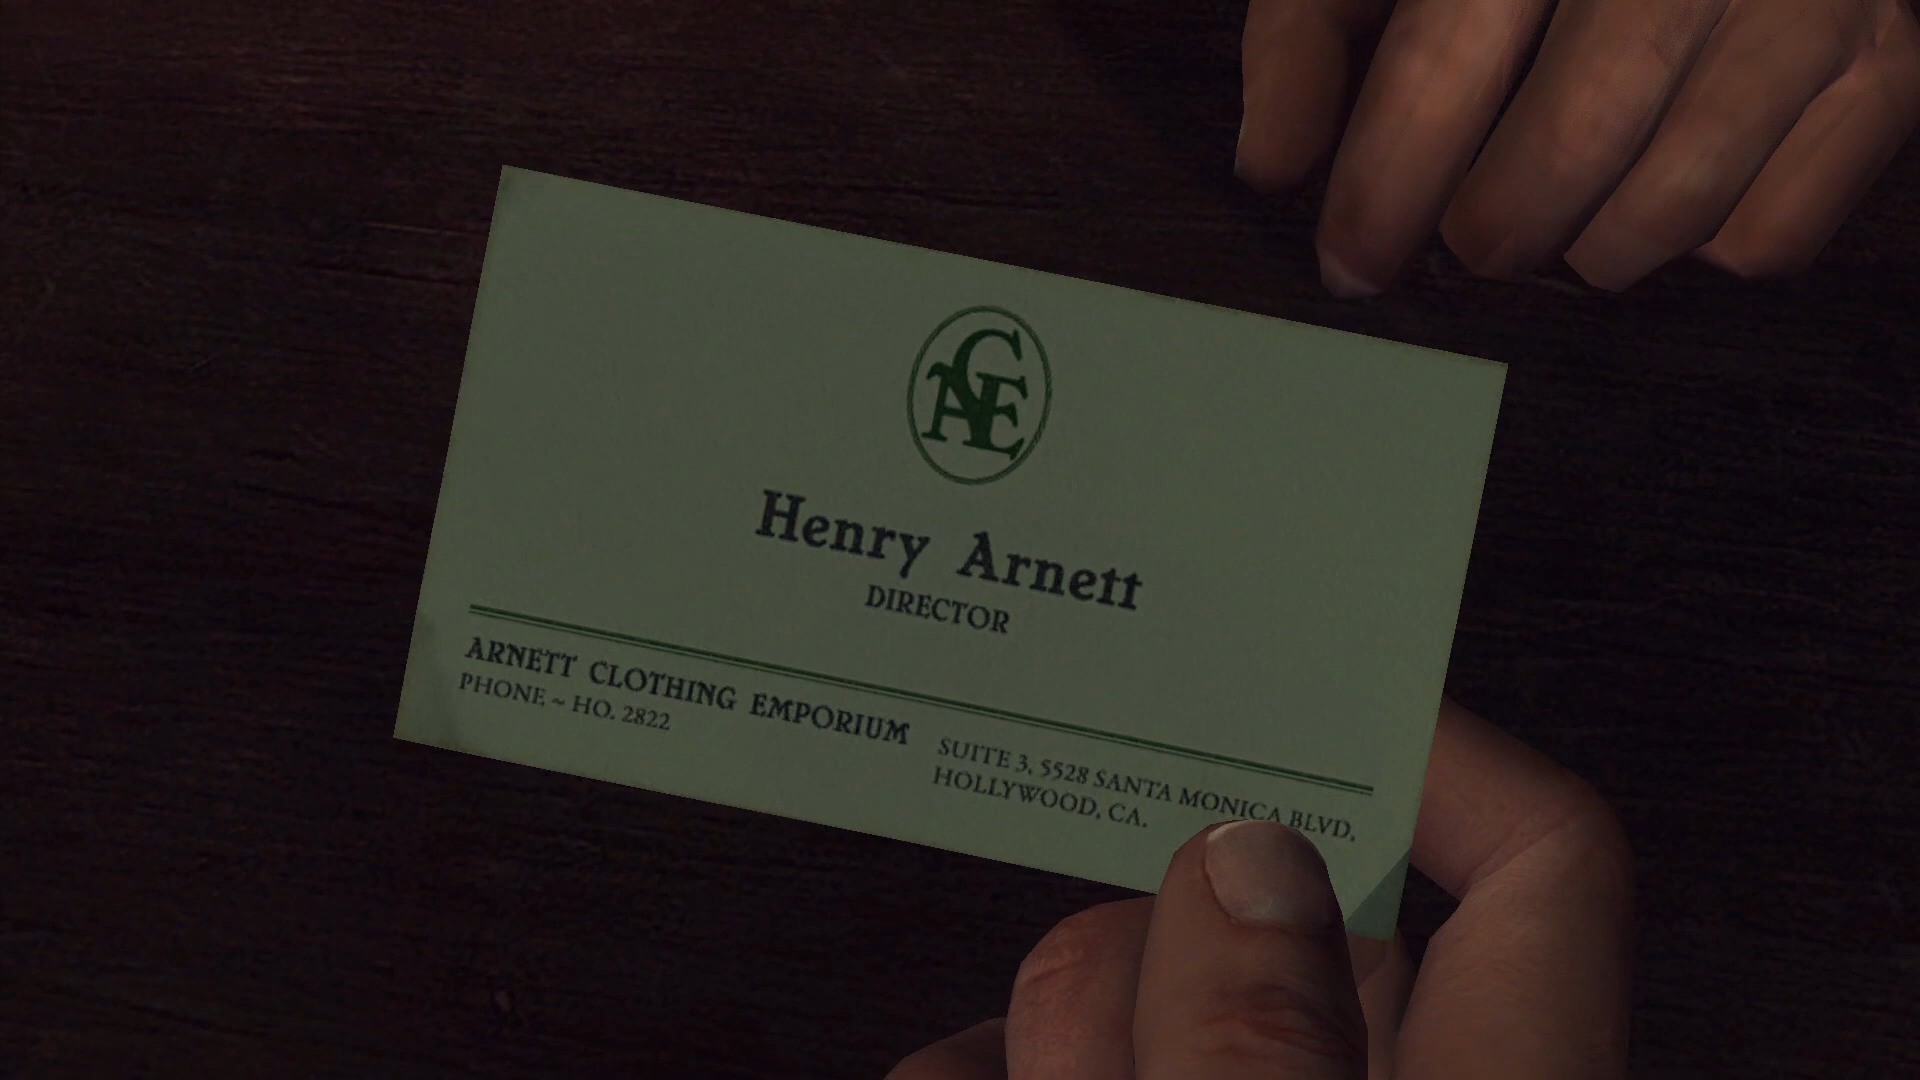 ACE
Henry Arnett
DIRECTOR
ARNETT CLOTHING EMPORIUM
PHONE ~ HO. 2822
SUITE 3, 5528 SANTA MONICA BLVD,
HOLLYWOOD, CA.